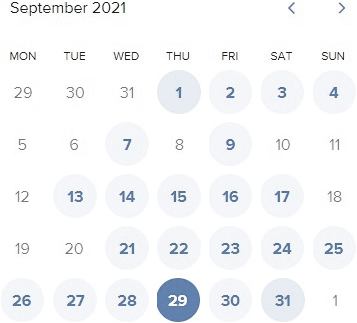 September 2021
MON TUE WED THU FRI SAT SUN
29 30 31 1 2 3 4
5 6 7 8 9 10 11
12 13 14 15 16 17 18
19 20 21 22 23 24 25
26 27 28 29 30 31 1